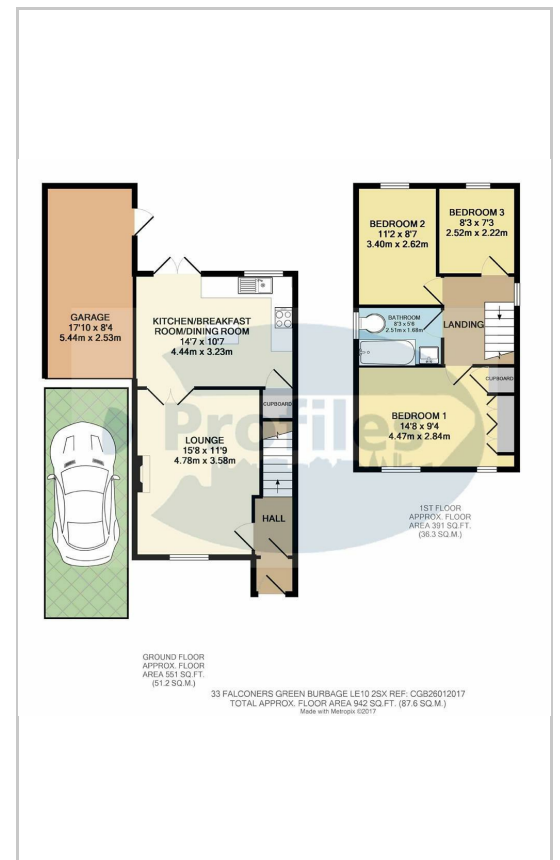 GARAGE
17'10 x 8'4
5.44m x 2.53m
KITCHEN/BREAKFAST
ROOM/DINING ROOM
14'7 x 10'7
4.44m x 3.23m
CUPBOARD
LOUNGE
15'8 x 11'9
4.78m x 3.58m
HALL
GROUND FLOOR
APPROX. FLOOR
AREA 551 SQ.FT.
(51.2 SQ.M.)
BEDROOM 2
11'2 x 8'7
3.40m x 2.62m
BEDROOM 3
8'3 x 7'3
2.52m x 2.22m
BATHROOM
8'3 x 5'6
2.51m x 1.68m
LANDING
CUPBOARD
BEDROOM 1
14'8 x 9'4
4.47m x 2.84m
1ST FLOOR
APPROX. FLOOR
AREA 391 SQ.FT.
(36.3 SQ.M.)
Profiles
33 FALCONERS GREEN BURBAGE LE10 2SX REF: CGB26012017
TOTAL APPROX. FLOOR AREA 942 SQ.FT. (87.6 SQ.M.)
Made with Metropix ©2017